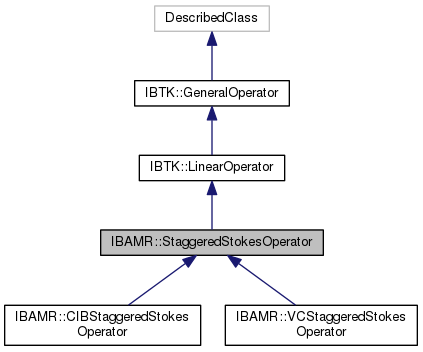 DescribedClass
IBTK::GeneralOperator
IBTK::LinearOperator
IBAMR::StaggeredStokesOperator
IBAMR::CIBStaggeredStokes
Operator
IBAMR::VCStaggeredStokes
Operator